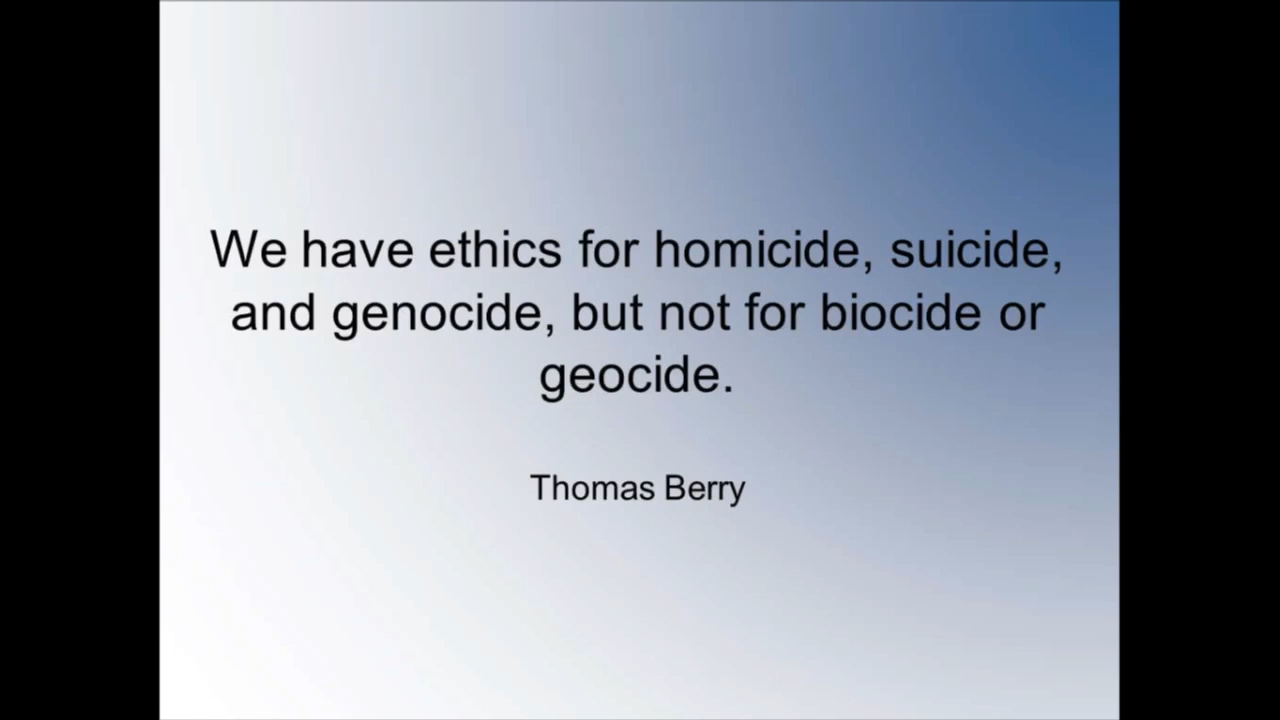 We have ethics for homicide, suicide,
and genocide, but not for biocide or
geocide.
Thomas Berry